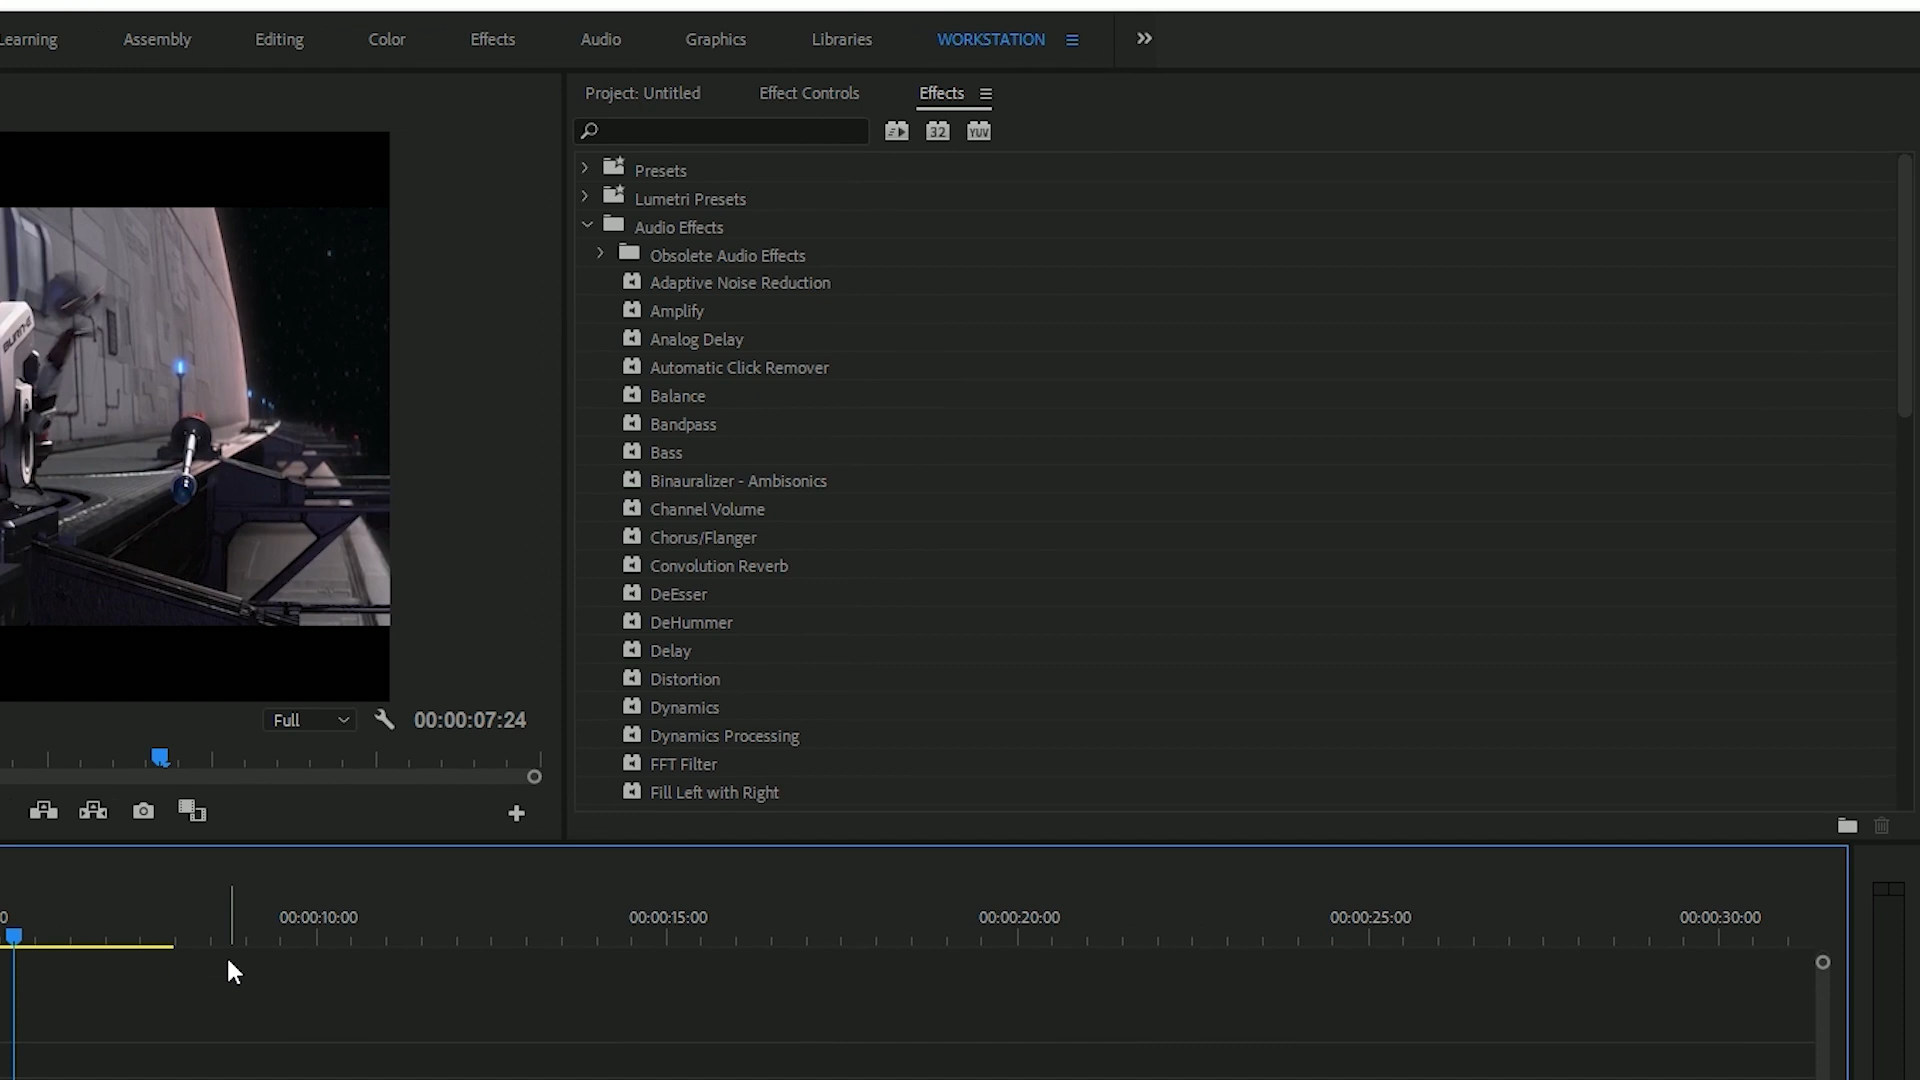 Learning Assembly Editing Color Effects Audio Graphics Libraries WORKSTATION
Project: Untitled Effect Controls Effects
32 YUV
Presets
Lumetri Presets
Audio Effects
Obsolete Audio Effects
Adaptive Noise Reduction
Amplify
Analog Delay
Automatic Click Remover
Balance
Bandpass
Bass
Binauralizer - Ambisonics
Channel Volume
Chorus/Flanger
Convolution Reverb
DeEsser
DeHummer
Delay
Distortion
Dynamics
Dynamics Processing
FFT Filter
Fill Left with Right
Full 00:00:07:24
0 00:00:10:00 00:00:15:00 00:00:20:00 00:00:25:00 00:00:30:00